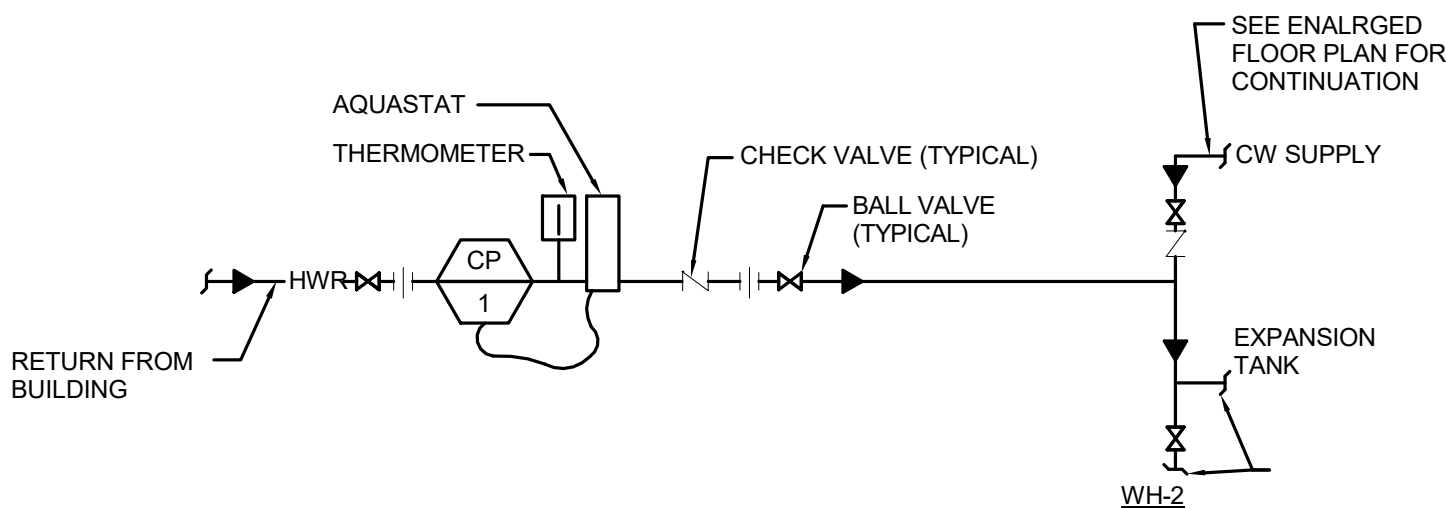 SEE ENALRGED
FLOOR PLAN FOR
CONTINUATION
AQUASTAT
THERMOMETER
CHECK VALVE (TYPICAL)
CW SUPPLY
BALL VALVE
(TYPICAL)
CP
HWR
1
RETURN FROM
BUILDING
EXPANSION
TANK
WH-2